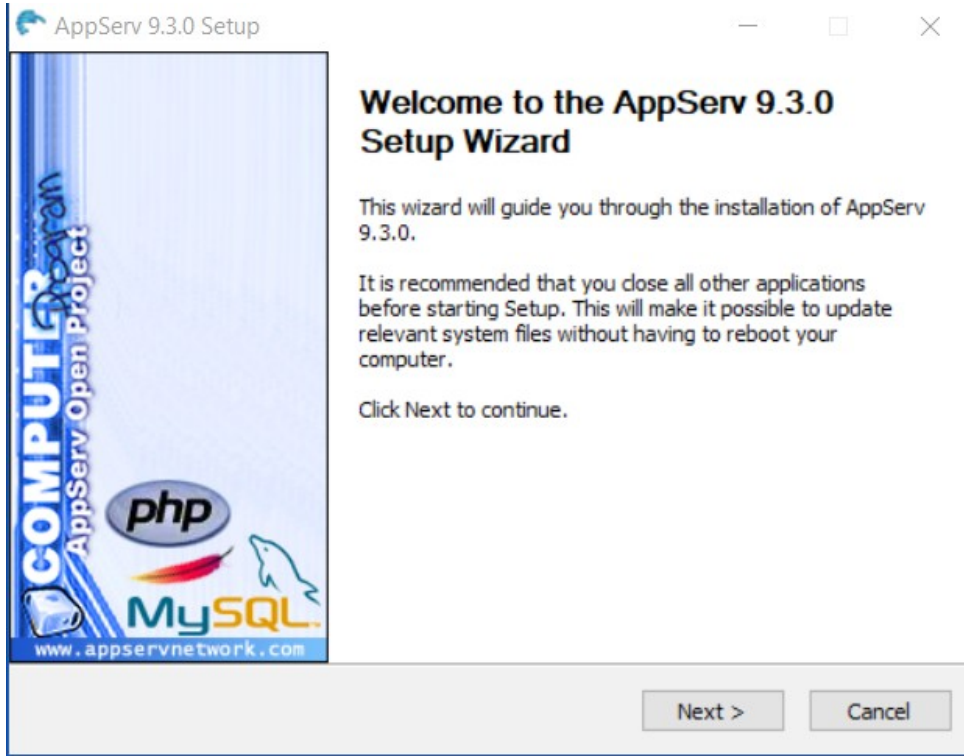 AppServ 9.3.0 Setup
Welcome to the AppServ 9.3.0
Setup Wizard
This wizard will guide you through the installation of AppServ
9.3.0.
It is recommended that you close all other applications
before starting Setup. This will make it possible to update
relevant system files without having to reboot your
computer.
Click Next to continue.
COMPUTER
Program
AppServ Open Project
php
MySQL
www.appservnetwork.com
Next >
Cancel